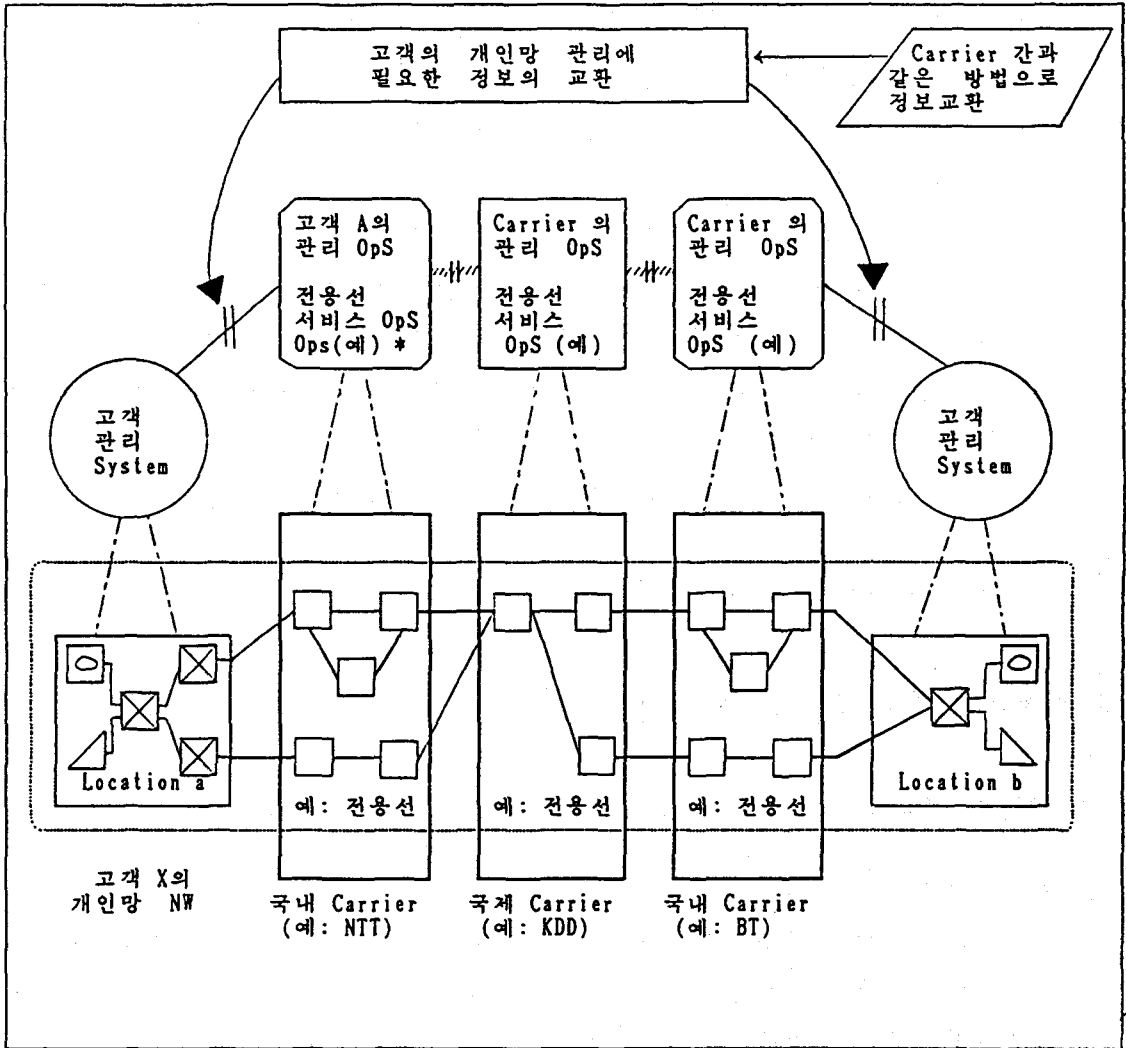 고객의 개인망 관리에
필요한 정보의 교환
Carrier 간과
같은 방법으로
정보교환
고객 A의
관리 OpS
전용선
서비스 OpS
Ops(예) *
Carrier 의
관리 OpS
전용선
서비스
OpS (예)
Carrier 의
관리 OpS
전용선
서비스
OpS (예)
고객
관리
System
고객
관리
System
Location a
예: 전용선
예: 전용선
예: 전용선
Location b
고객 X의
개인망 NW
국내 Carrier
(예: NTT)
국제 Carrier
(예: KDD)
국내 Carrier
(예: BT)